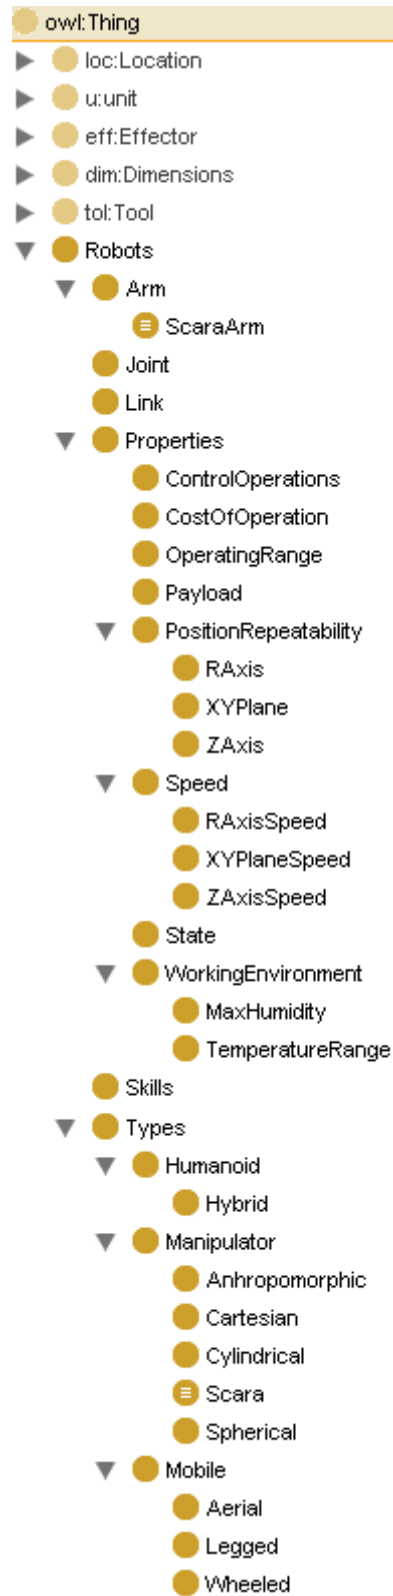 owl:Thing
loc:Location
u:unit
eff:Effector
dim:Dimensions
tol:Tool
Robots
Arm
ScaraArm
Joint
Link
Properties
ControlOperations
CostOfOperation
OperatingRange
Payload
PositionRepeatability
RAxis
XYPlane
ZAxis
Speed
RAxisSpeed
XYPlaneSpeed
ZAxisSpeed
State
WorkingEnvironment
MaxHumidity
TemperatureRange
Skills
Types
Humanoid
Hybrid
Manipulator
Anhropomorphic
Cartesian
Cylindrical
Scara
Spherical
Mobile
Aerial
Legged
Wheeled